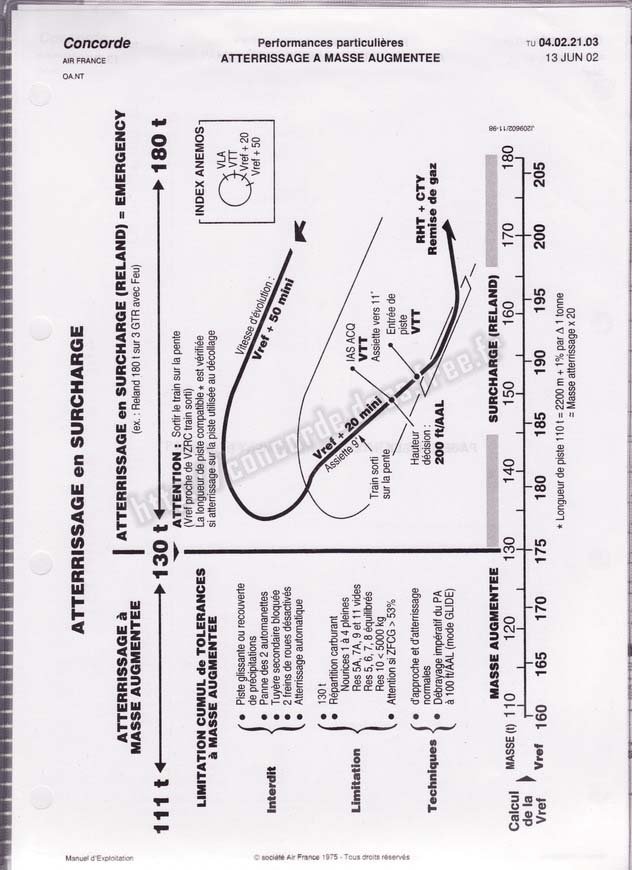 Concorde
AIR FRANCE
OA.NT
Performances particulières
ATTERRISSAGE A MASSE AUGMENTEE
TU 04.02.21.03
13 JUN 02
ATTERRISSAGE en SURCHARGE
ATTERRISSAGE à
MASSE AUGMENTEE
ATTERRISSAGE en SURCHARGE (RELAND) = EMERGENCY
(ex. : Reland 180 t sur 3 GTR avec Feu)
111 t
130 t
180 t
LIMITATION CUMUL de TOLERANCES
à MASSE AUGMENTEE
Interdit
• Piste glissante ou recouverte
de précipitations
• Panne des 2 automanettes
• Tuyère secondaire bloquée
• 2 freins de roues désactivés
• Atterrissage automatique
Limitation
• 130 t
• Répartition carburant
Nourices 1 à 4 pleines
Res 5A, 7A, 9 et 11 vides
Res 5, 6, 7, 8 équilibrés
Res 10 < 5000 kg
• Attention si ZFCG > 53%
Techniques
• d'approche et d'atterrissage
normales
• Débrayage impératif du PA
à 100 ft/AAL (mode GLIDE)
ATTENTION : Sortir le train sur la pente
(Vref proche de VZRC train sorti)
La longueur de piste compatible * est vérifiée
si atterrissage sur la piste utilisée au décollage
INDEX ANEMOS
VLA
VTT
Vref + 20
Vref + 50
Vitesse d'évolution :
Vref + 50 mini
Vref + 20 mini
Assiette 9°
Train sorti
sur la pente
IAS ACQ
VTT
Assiette vers 11°
Entrée de
piste
VTT
Hauteur
décision :
200 ft/AAL
RHT + CTY
Remise de gaz
J209602/11-98
MASSE AUGMENTEE
SURCHARGE (RELAND)
Calcul
de la
Vref
MASSE (t) 110 120 130 140 150 160 170 180
Vref 160 165 170 175 180 185 190 195 200 205
* Longueur de piste 110 t = 2200 m + 1% par Δ 1 tonne
= Masse atterrissage x 20
Manuel d'Exploitation
© société Air France 1975 - Tous droits réservés